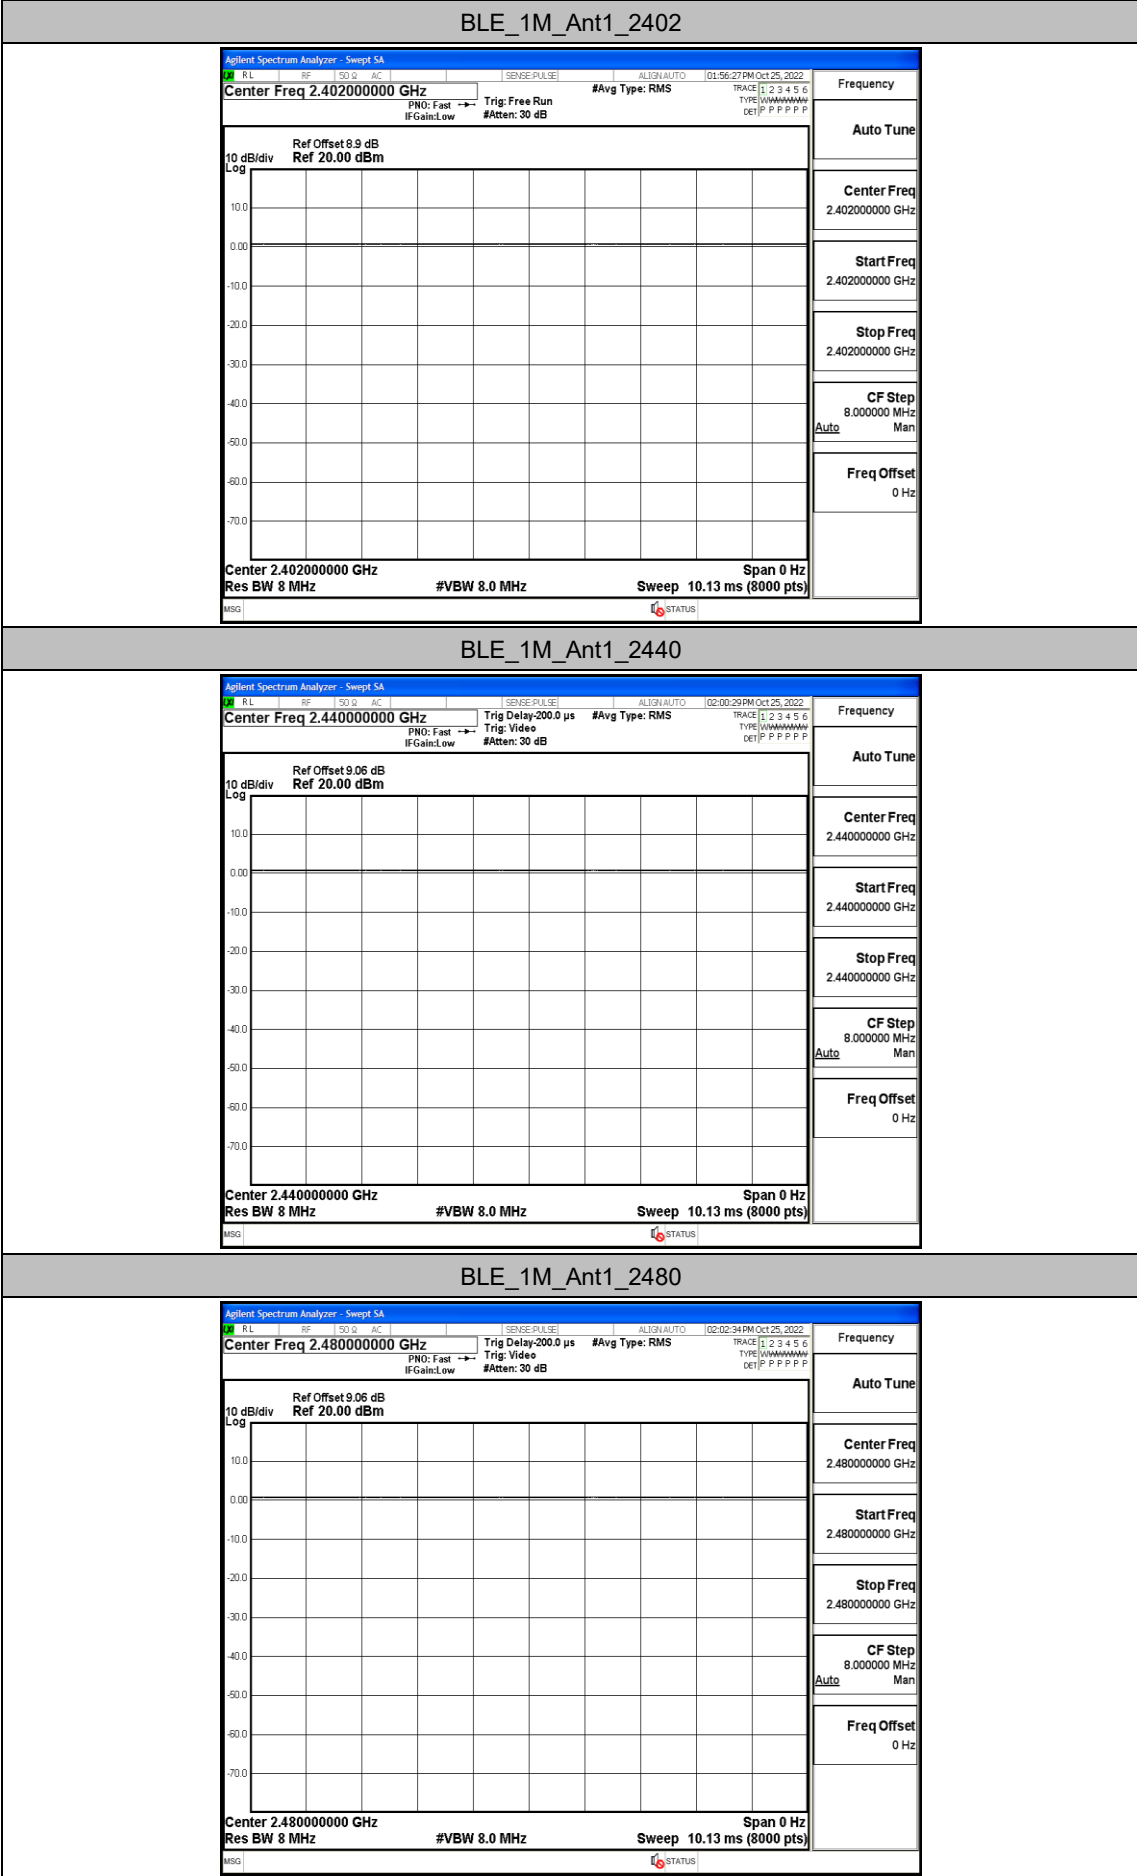 BLE_1M_Ant1_2402
Agilent Spectrum Analyzer - Swept SA
LXI RL RF 50 Ω AC SENSE:PULSE ALIGNAUTO 01:56:27 PM Oct 25, 2022
Center Freq 2.402000000 GHz #Avg Type: RMS TRACE 1 2 3 4 5 6
PNO: Fast Trig: Free Run TYPE
IFGain:Low #Atten: 30 dB DET P P P P P P
Frequency
Auto Tune
Ref Offset 8.9 dB
10 dB/div Ref 20.00 dBm
Log
10.0
0.00
-10.0
-20.0
-30.0
-40.0
-50.0
-60.0
-70.0
Center Freq
2.402000000 GHz
Start Freq
2.402000000 GHz
Stop Freq
2.402000000 GHz
CF Step
8.000000 MHz
Auto Man
Freq Offset
0 Hz
Center 2.402000000 GHz Span 0 Hz
Res BW 8 MHz #VBW 8.0 MHz Sweep 10.13 ms (8000 pts)
MSG STATUS
BLE_1M_Ant1_2440
Agilent Spectrum Analyzer - Swept SA
LXI RL RF 50 Ω AC SENSE:PULSE ALIGNAUTO 02:00:29 PM Oct 25, 2022
Center Freq 2.440000000 GHz Trig Delay-200.0 µs #Avg Type: RMS TRACE 1 2 3 4 5 6
PNO: Fast Trig: Video TYPE
IFGain:Low #Atten: 30 dB DET P P P P P P
Frequency
Auto Tune
Ref Offset 9.06 dB
10 dB/div Ref 20.00 dBm
Log
10.0
0.00
-10.0
-20.0
-30.0
-40.0
-50.0
-60.0
-70.0
Center Freq
2.440000000 GHz
Start Freq
2.440000000 GHz
Stop Freq
2.440000000 GHz
CF Step
8.000000 MHz
Auto Man
Freq Offset
0 Hz
Center 2.440000000 GHz Span 0 Hz
Res BW 8 MHz #VBW 8.0 MHz Sweep 10.13 ms (8000 pts)
MSG STATUS
BLE_1M_Ant1_2480
Agilent Spectrum Analyzer - Swept SA
LXI RL RF 50 Ω AC SENSE:PULSE ALIGNAUTO 02:02:34 PM Oct 25, 2022
Center Freq 2.480000000 GHz Trig Delay-200.0 µs #Avg Type: RMS TRACE 1 2 3 4 5 6
PNO: Fast Trig: Video TYPE
IFGain:Low #Atten: 30 dB DET P P P P P P
Frequency
Auto Tune
Ref Offset 9.06 dB
10 dB/div Ref 20.00 dBm
Log
10.0
0.00
-10.0
-20.0
-30.0
-40.0
-50.0
-60.0
-70.0
Center Freq
2.480000000 GHz
Start Freq
2.480000000 GHz
Stop Freq
2.480000000 GHz
CF Step
8.000000 MHz
Auto Man
Freq Offset
0 Hz
Center 2.480000000 GHz Span 0 Hz
Res BW 8 MHz #VBW 8.0 MHz Sweep 10.13 ms (8000 pts)
MSG STATUS